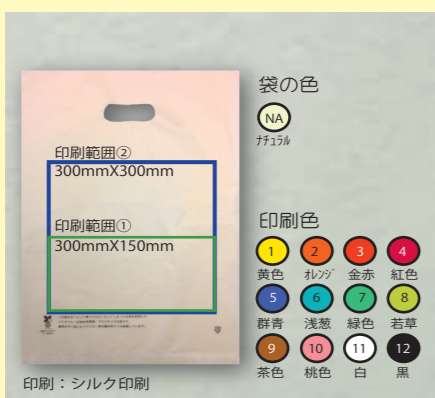 袋の色
NA
ナチュラル
印刷範囲②
300mmX300mm
印刷範囲①
300mmX150mm
印刷色
1 2 3 4
黄色 オレンジ 金赤 紅色
5 6 7 8
群青 浅葱 緑色 若草
9 10 11 12
茶色 桃色 白 黒
印刷：シルク印刷